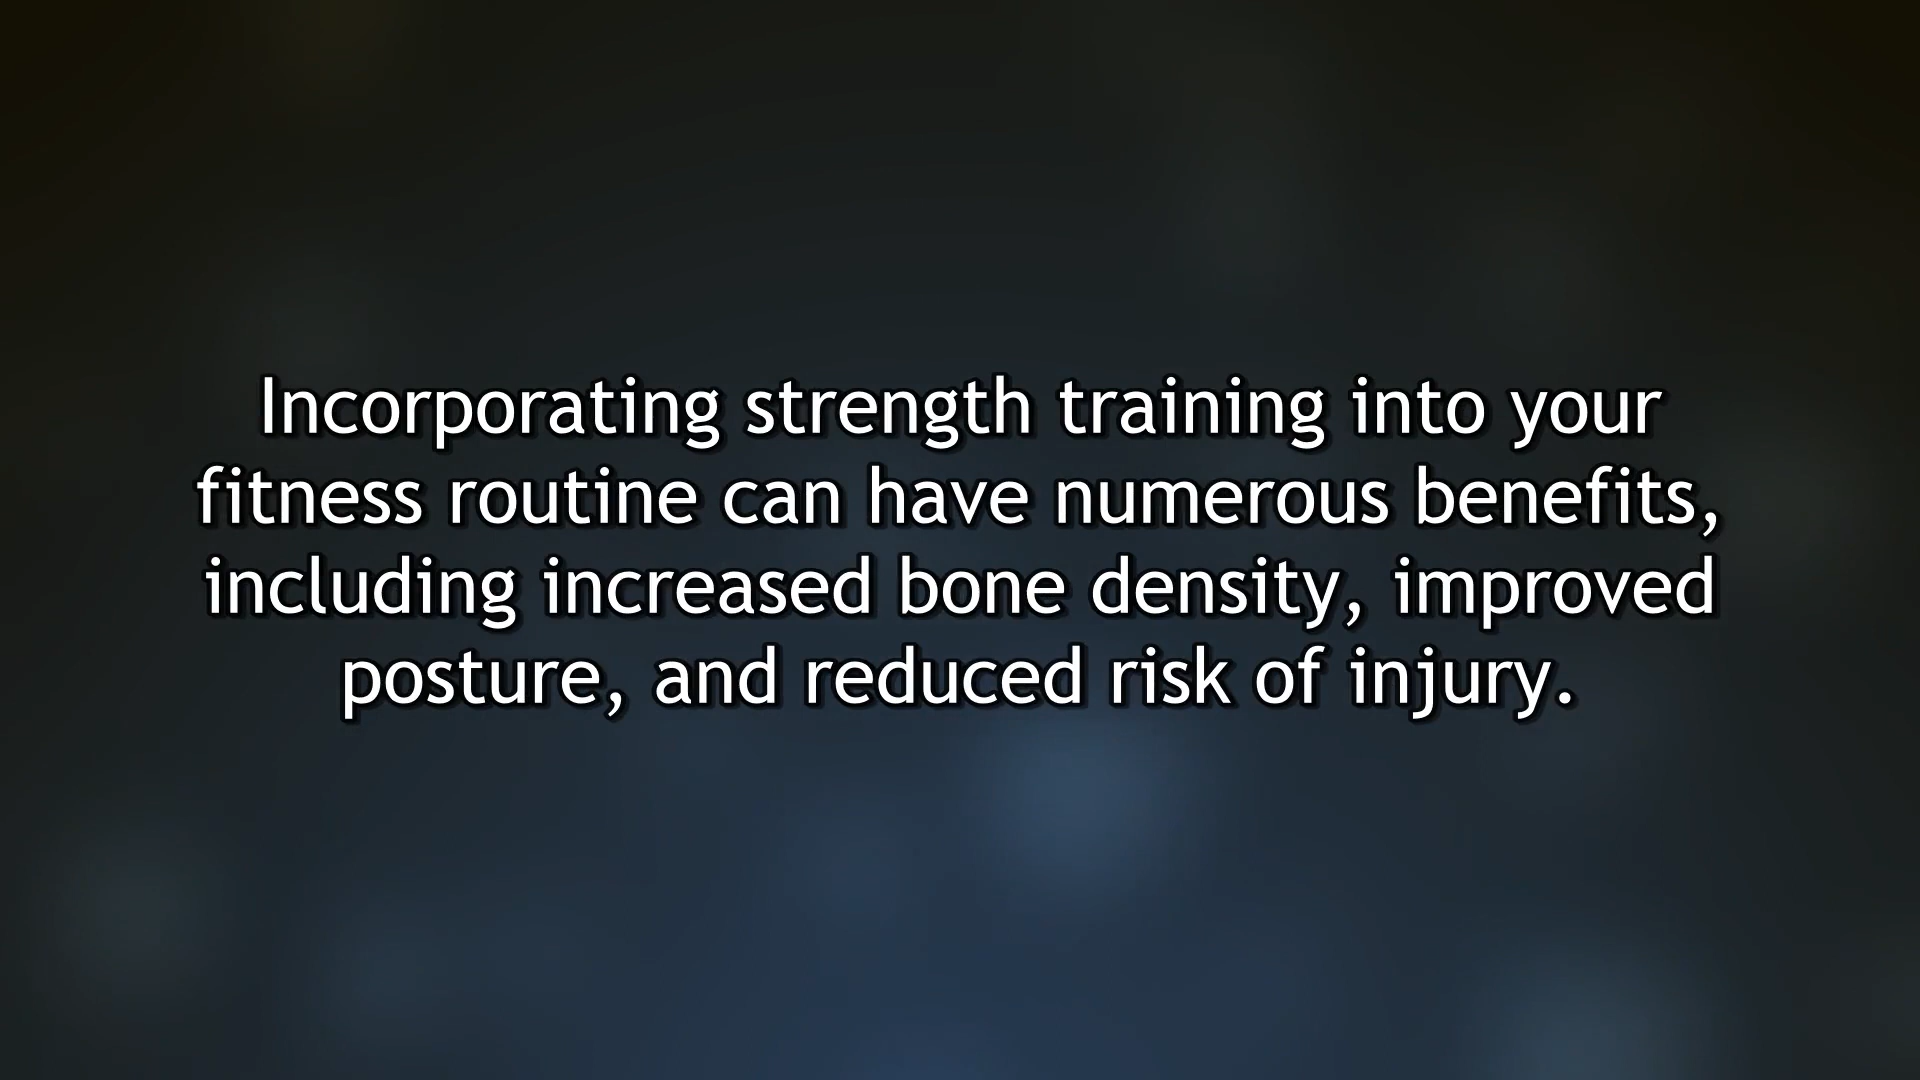 Incorporating strength training into your
fitness routine can have numerous benefits,
including increased bone density, improved
posture, and reduced risk of injury.